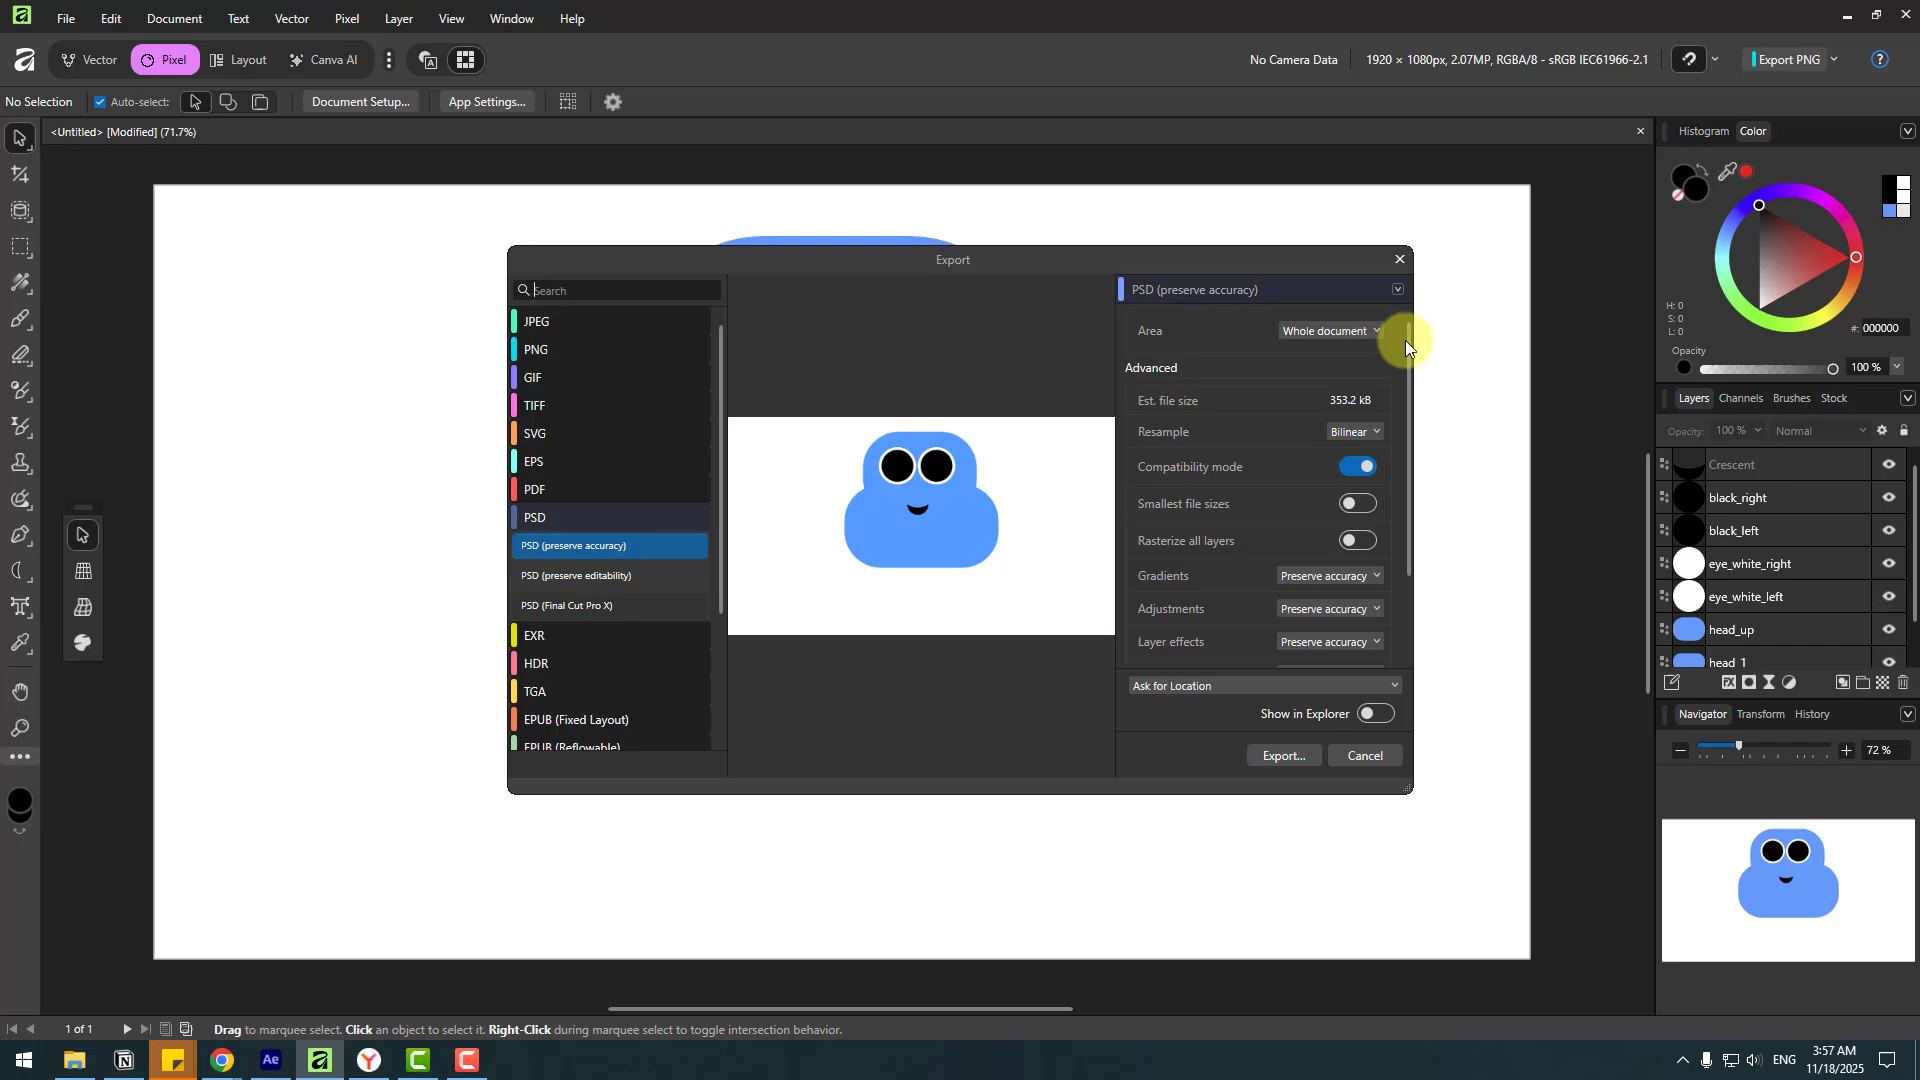 File Edit Document Text Vector Pixel Layer View Window Help
Vector Pixel Layout Canva AI
No Camera Data 1920 × 1080px, 2.07MP, RGBA/8 - sRGB IEC61966-2.1 Export PNG
No Selection Auto-select: Document Setup... App Settings...
<Untitled> [Modified] (71.7%)
Histogram Color
H: 0
S: 0
L: 0
#: 000000
Opacity
100 %
Layers Channels Brushes Stock
Opacity: 100 % Normal
Crescent
black_right
black_left
eye_white_right
eye_white_left
head_up
head_1
Navigator Transform History
72 %
Export
Search
JPEG
PNG
GIF
TIFF
SVG
EPS
PDF
PSD
PSD (preserve accuracy)
PSD (preserve editability)
PSD (Final Cut Pro X)
EXR
HDR
TGA
EPUB (Fixed Layout)
EPUB (Reflowable)
PSD (preserve accuracy)
Area Whole document
Advanced
Est. file size 353.2 kB
Resample Bilinear
Compatibility mode
Smallest file sizes
Rasterize all layers
Gradients Preserve accuracy
Adjustments Preserve accuracy
Layer effects Preserve accuracy
Ask for Location
Show in Explorer
Export... Cancel
1 of 1 Drag to marquee select. Click an object to select it. Right-Click during marquee select to toggle intersection behavior.
Ae
ENG
3:57 AM
11/18/2025